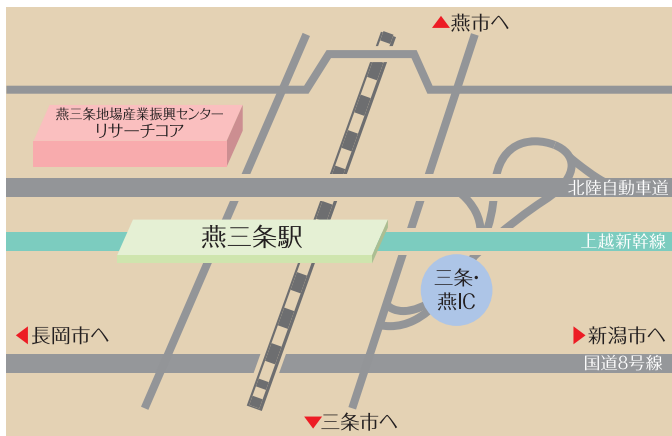 燕市へ
燕三条地場産業振興センター
リサーチコア
北陸自動車道
燕三条駅
上越新幹線
三条・
燕IC
長岡市へ
新潟市へ
国道8号線
三条市へ